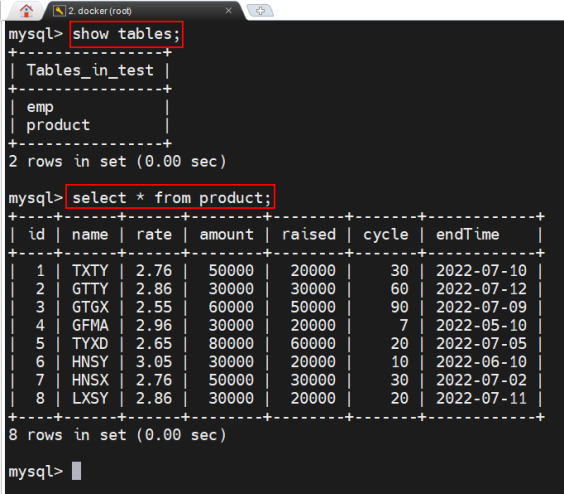 2. docker (root)
mysql> show tables;
+----------------+
| Tables_in_test |
+----------------+
| emp            |
| product        |
+----------------+
2 rows in set (0.00 sec)
mysql> select * from product;
+----+------+------+--------+--------+-------+------------+
| id | name | rate | amount | raised | cycle | endTime    |
+----+------+------+--------+--------+-------+------------+
|  1 | TXTY | 2.76 |  50000 |  20000 |    30 | 2022-07-10 |
|  2 | GTTY | 2.86 |  30000 |  30000 |    60 | 2022-07-12 |
|  3 | GTGX | 2.55 |  60000 |  50000 |    90 | 2022-07-09 |
|  4 | GFMA | 2.96 |  30000 |  20000 |     7 | 2022-05-10 |
|  5 | TYXD | 2.65 |  80000 |  60000 |    20 | 2022-07-05 |
|  6 | HNSY | 3.05 |  30000 |  20000 |    10 | 2022-06-10 |
|  7 | HNSX | 2.76 |  50000 |  30000 |    30 | 2022-07-02 |
|  8 | LXSY | 2.86 |  30000 |  20000 |    20 | 2022-07-11 |
+----+------+------+--------+--------+-------+------------+
8 rows in set (0.00 sec)
mysql>